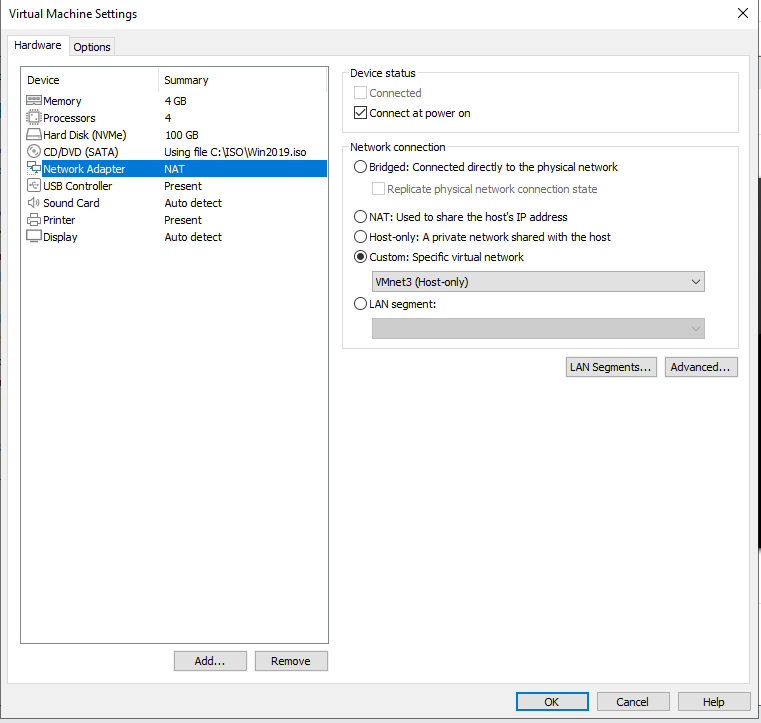 Virtual Machine Settings
Hardware Options
Device Summary
Memory 4 GB
Processors 4
Hard Disk (NVMe) 100 GB
CD/DVD (SATA) Using file C:\ISO\Win2019.iso
Network Adapter NAT
USB Controller Present
Sound Card Auto detect
Printer Present
Display Auto detect
Add... Remove
Device status
Connected
Connect at power on
Network connection
Bridged: Connected directly to the physical network
Replicate physical network connection state
NAT: Used to share the host's IP address
Host-only: A private network shared with the host
Custom: Specific virtual network
VMnet3 (Host-only)
LAN segment:
LAN Segments... Advanced...
OK Cancel Help